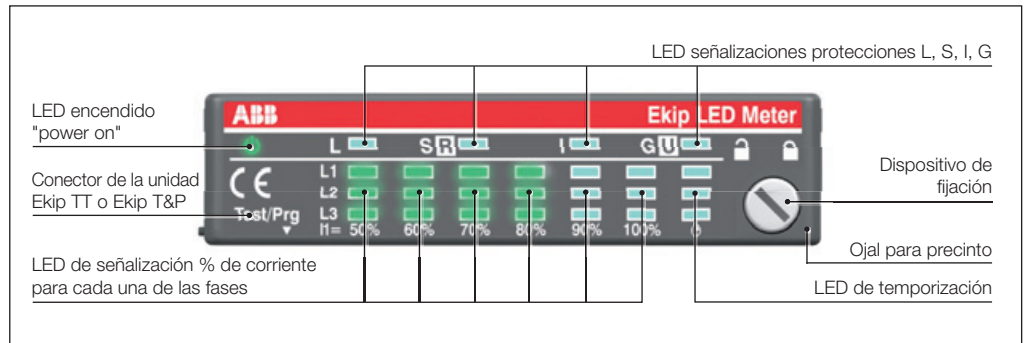 LED señalizaciones protecciones L, S, I, G
LED encendido
"power on"
ABB
Ekip LED Meter
L
S R
I
G U
Conector de la unidad
Ekip TT o Ekip T&P
CE
L1
L2
L3
Test/Prg
I1= 50% 60% 70% 80% 90% 100%
Dispositivo de
fijación
Ojal para precinto
LED de señalización % de corriente
para cada una de las fases
LED de temporización